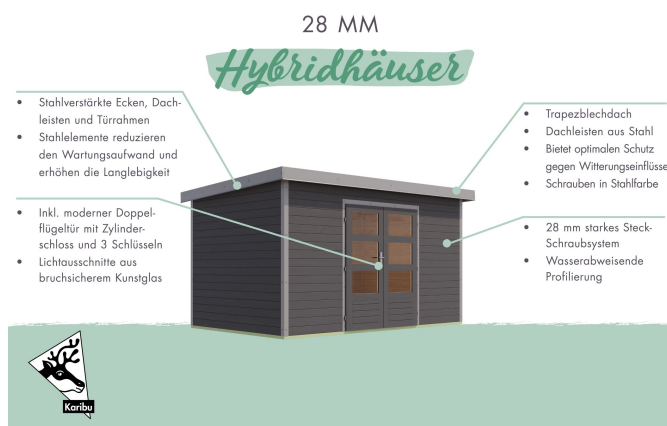 28 MM
Hybridhäuser
• Stahlverstärkte Ecken, Dach-
leisten und Türrahmen
• Stahlelemente reduzieren
den Wartungsaufwand und
erhöhen die Langlebigkeit
• Inkl. moderner Doppel-
flügeltür mit Zylinder-
schloss und 3 Schlüsseln
• Lichtausschnitte aus
bruchsicherem Kunstglas
• Trapezblechdach
• Dachleisten aus Stahl
• Bietet optimalen Schutz
gegen Witterungseinflüsse
• Schrauben in Stahlfarbe
• 28 mm starkes Steck-
Schraubsystem
• Wasserabweisende
Profilierung
Karibu